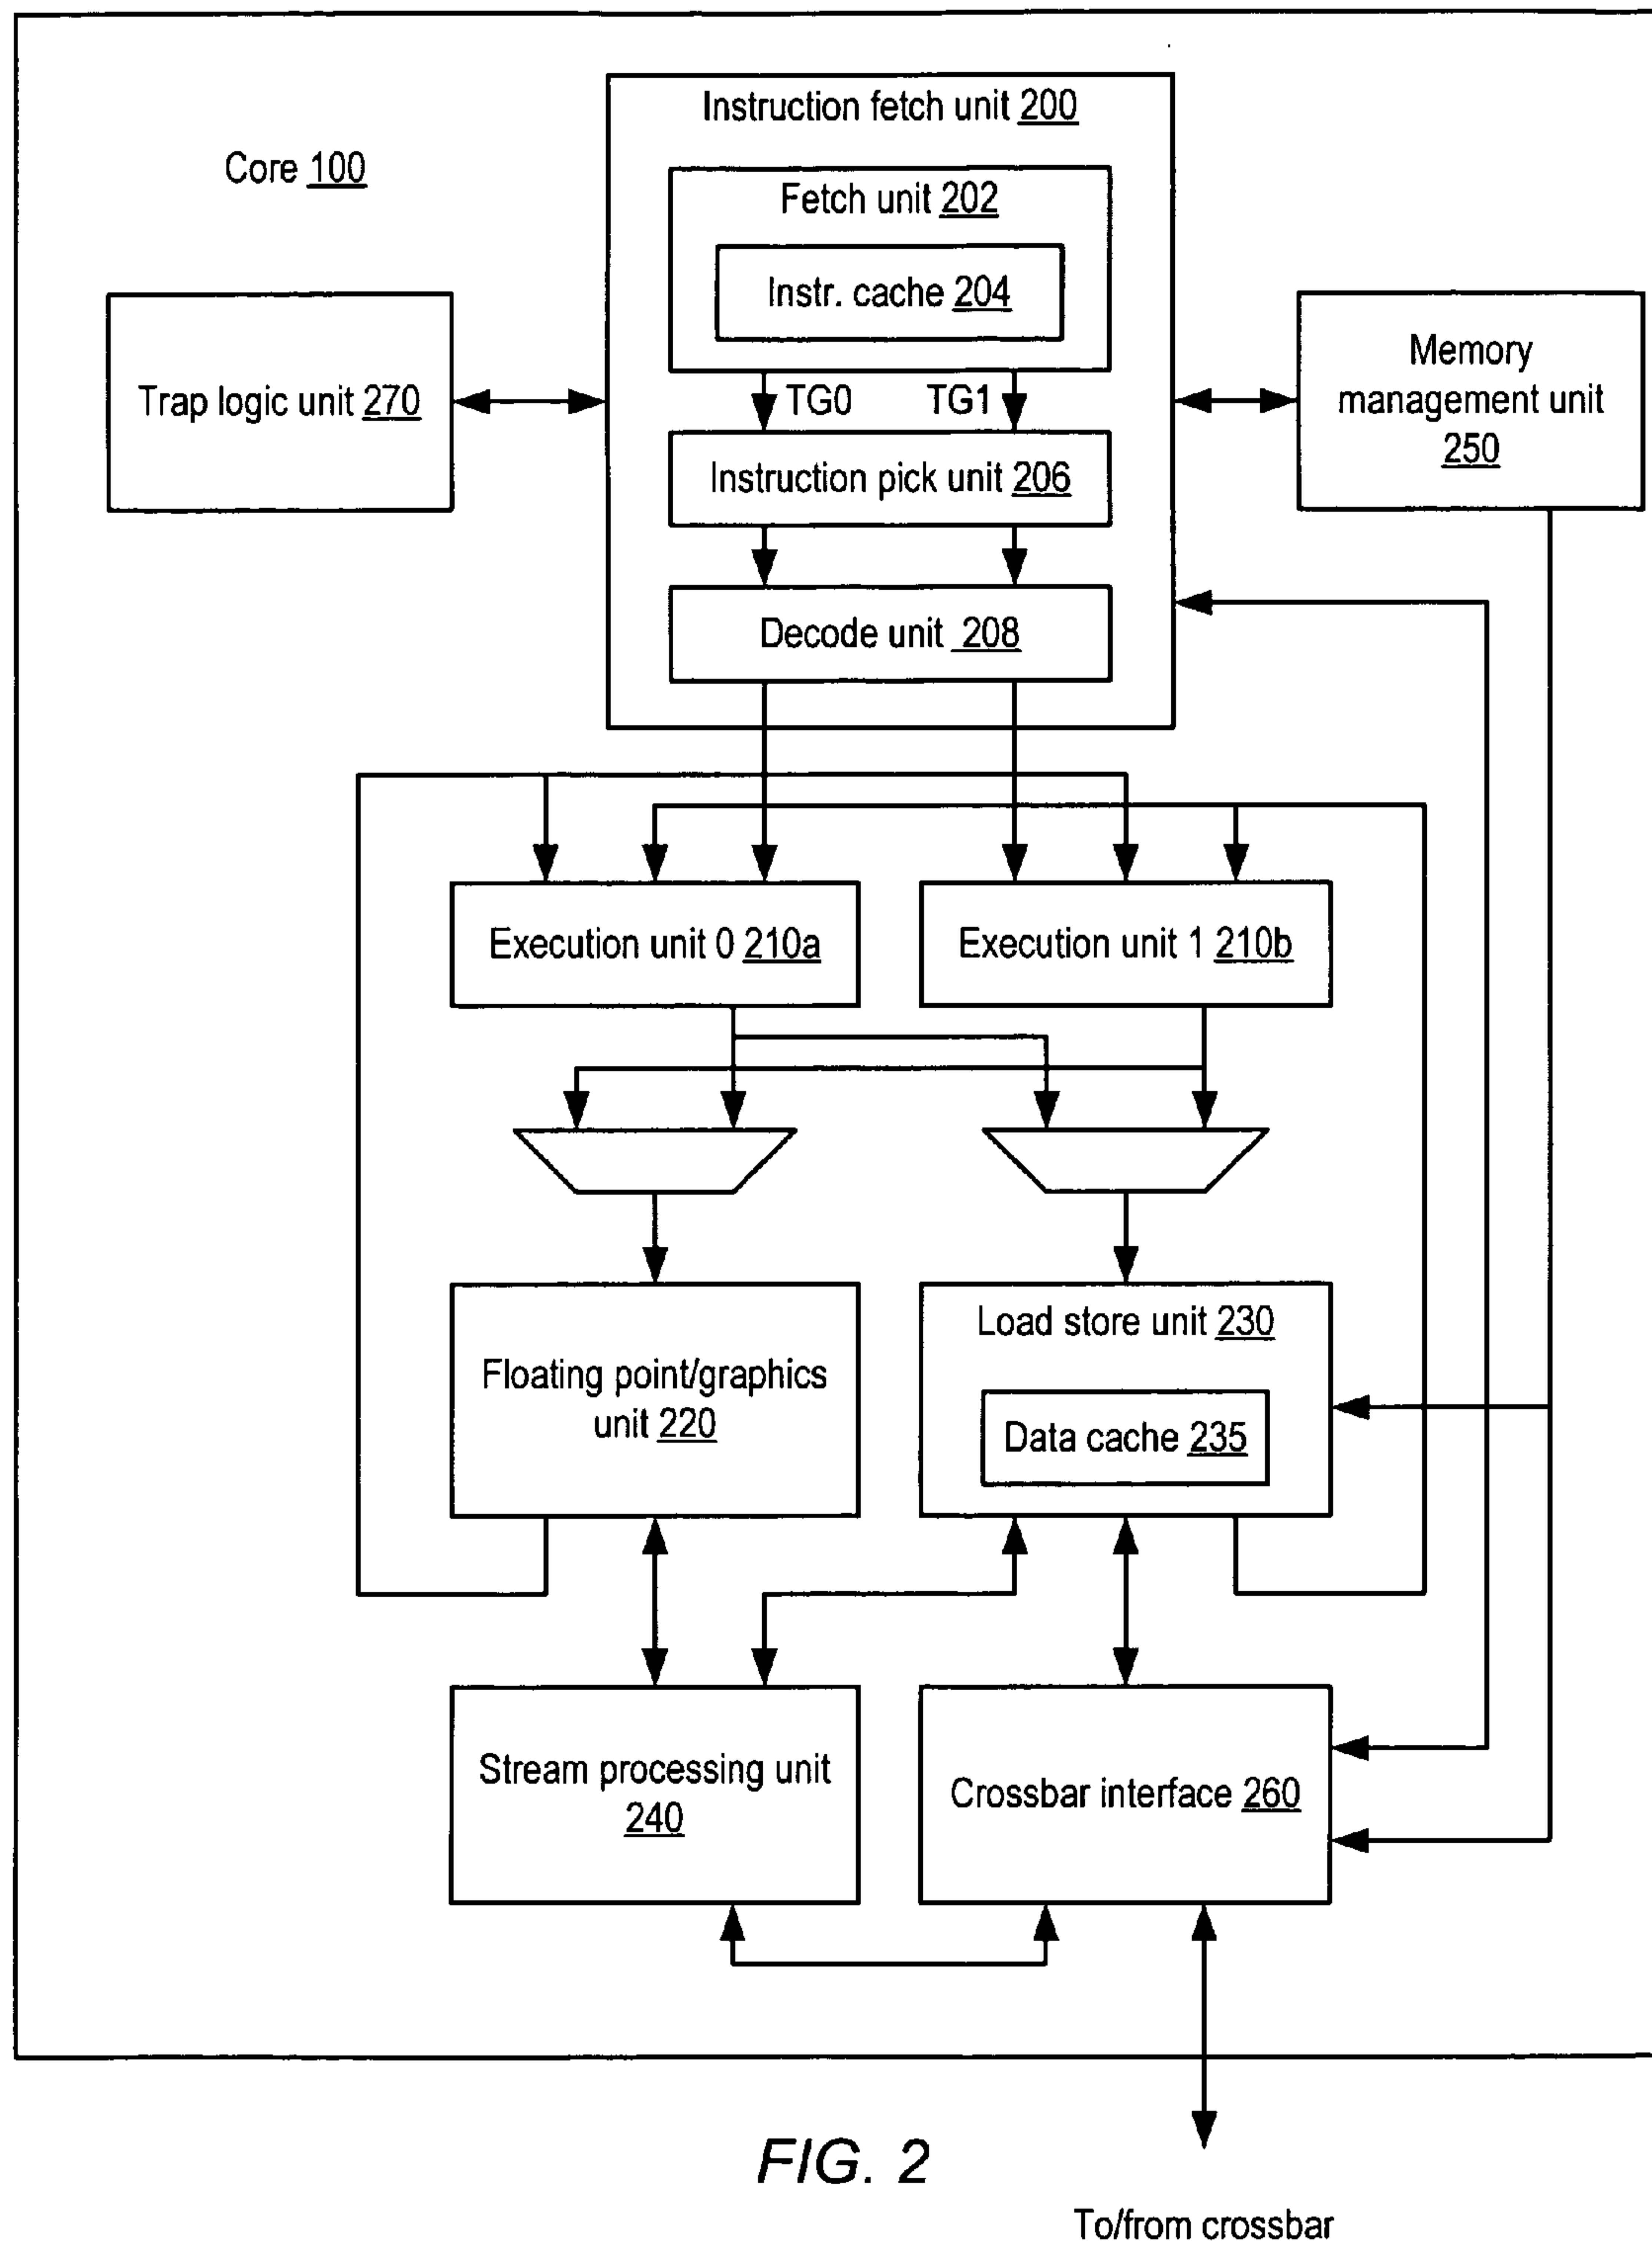 Instruction fetch unit 200
Core 100
Fetch unit 202
Instr. cache 204
Trap logic unit 270
Memory
management unit
250
TG0 TG1
Instruction pick unit 206
Decode unit 208
Execution unit 0 210a
Execution unit 1 210b
Floating point/graphics
unit 220
Load store unit 230
Data cache 235
Stream processing unit
240
Crossbar interface 260
FIG. 2
To/from crossbar